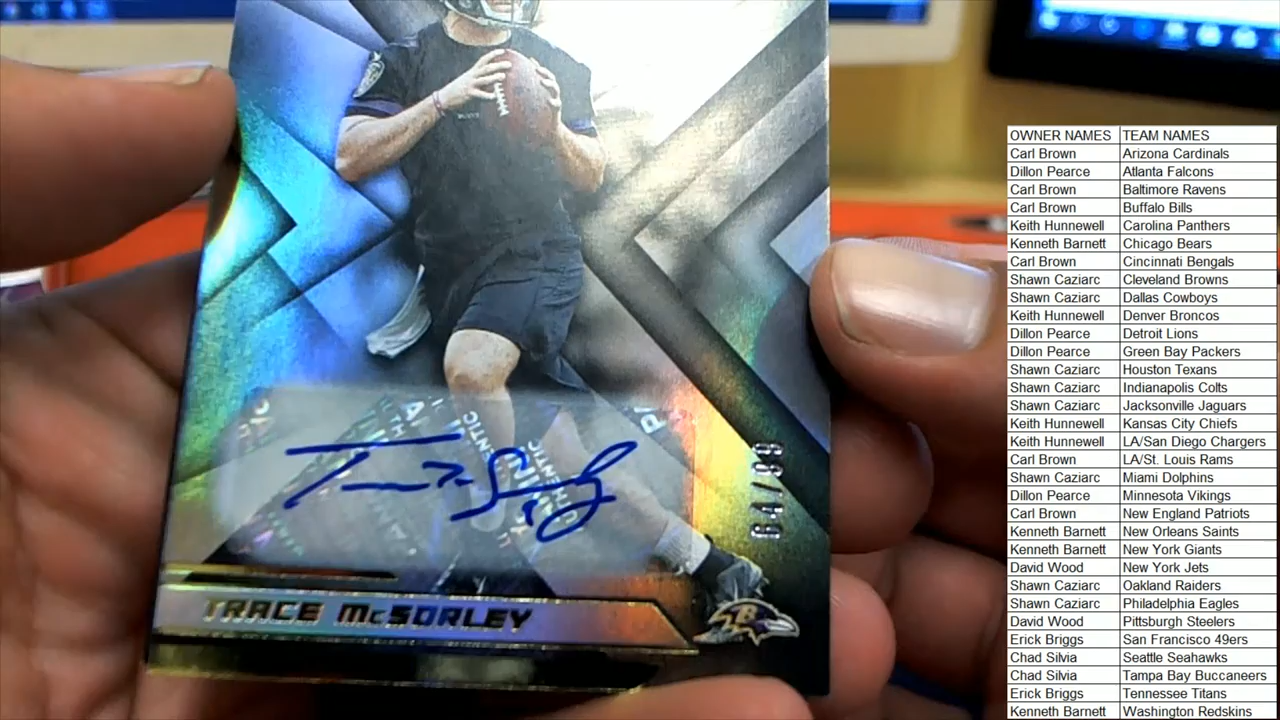 Trace McSorley
64/88
TRACE McSORLEY
B
OWNER NAMES TEAM NAMES
Carl Brown Arizona Cardinals
Dillon Pearce Atlanta Falcons
Carl Brown Baltimore Ravens
Carl Brown Buffalo Bills
Keith Hunnewell Carolina Panthers
Kenneth Barnett Chicago Bears
Carl Brown Cincinnati Bengals
Shawn Caziarc Cleveland Browns
Shawn Caziarc Dallas Cowboys
Keith Hunnewell Denver Broncos
Dillon Pearce Detroit Lions
Dillon Pearce Green Bay Packers
Shawn Caziarc Houston Texans
Shawn Caziarc Indianapolis Colts
Shawn Caziarc Jacksonville Jaguars
Keith Hunnewell Kansas City Chiefs
Keith Hunnewell LA/San Diego Chargers
Carl Brown LA/St. Louis Rams
Shawn Caziarc Miami Dolphins
Dillon Pearce Minnesota Vikings
Carl Brown New England Patriots
Kenneth Barnett New Orleans Saints
Kenneth Barnett New York Giants
David Wood New York Jets
Shawn Caziarc Oakland Raiders
Shawn Caziarc Philadelphia Eagles
David Wood Pittsburgh Steelers
Erick Briggs San Francisco 49ers
Chad Silvia Seattle Seahawks
Chad Silvia Tampa Bay Buccaneers
Erick Briggs Tennessee Titans
Kenneth Barnett Washington Redskins